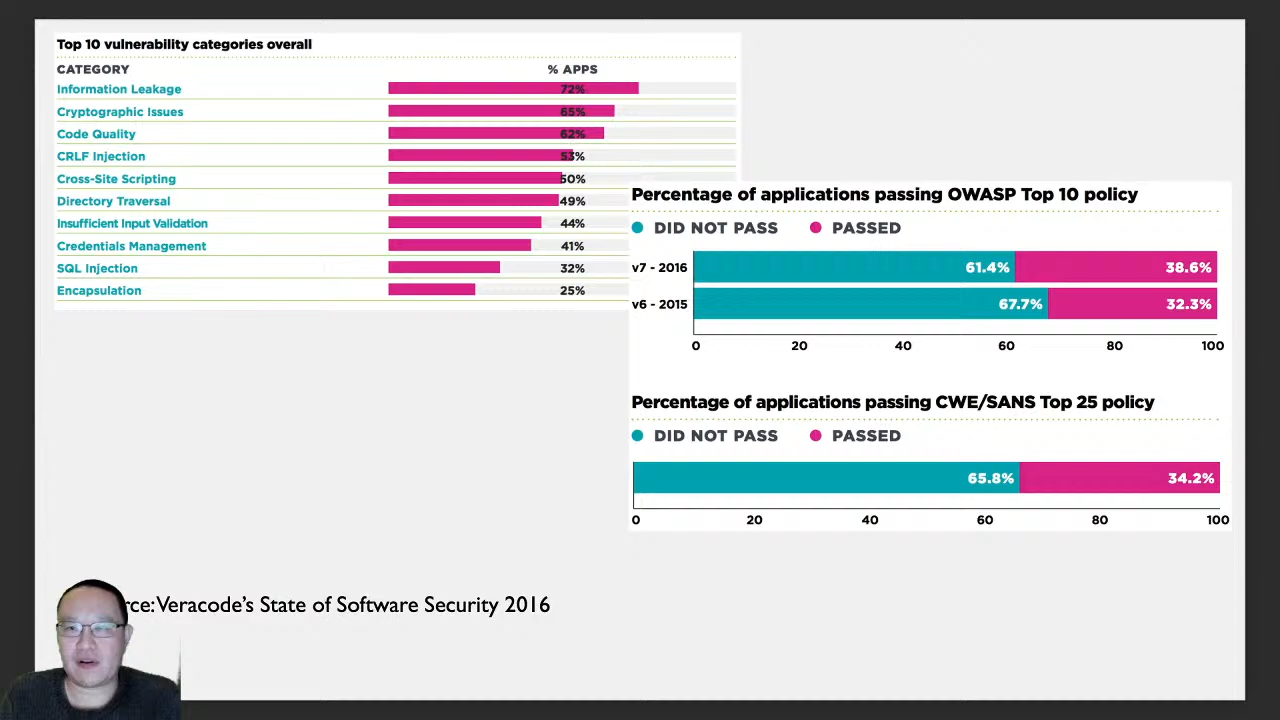 Top 10 vulnerability categories overall
CATEGORY % APPS
Information Leakage 72%
Cryptographic Issues 65%
Code Quality 62%
CRLF Injection 53%
Cross-Site Scripting 50%
Directory Traversal 49%
Insufficient Input Validation 44%
Credentials Management 41%
SQL Injection 32%
Encapsulation 25%
Percentage of applications passing OWASP Top 10 policy
DID NOT PASS PASSED
v7 - 2016 61.4% 38.6%
v6 - 2015 67.7% 32.3%
0 20 40 60 80 100
Percentage of applications passing CWE/SANS Top 25 policy
DID NOT PASS PASSED
65.8% 34.2%
0 20 40 60 80 100
rce: Veracode's State of Software Security 2016